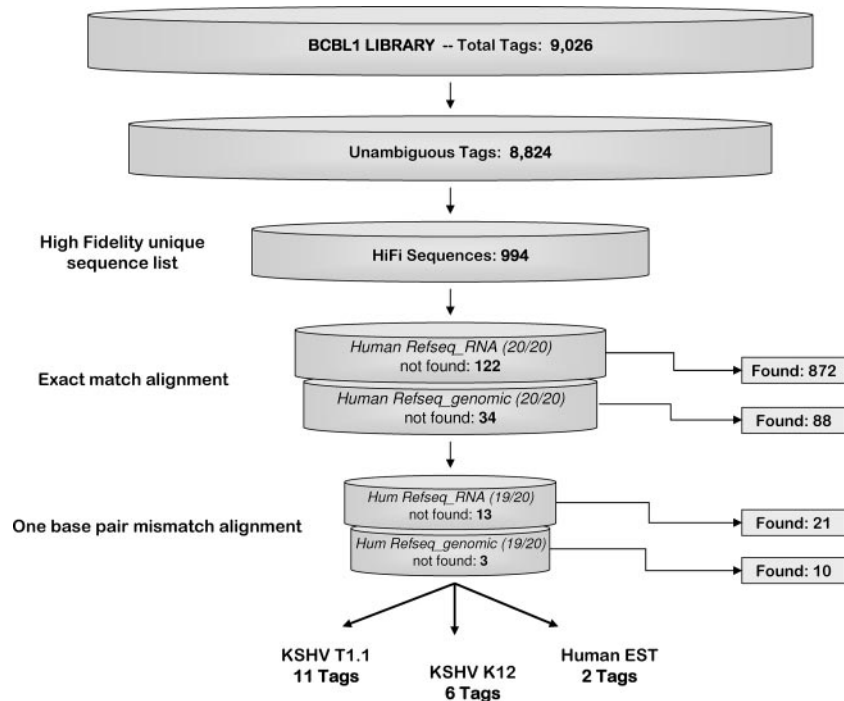 BCBL1 LIBRARY -- Total Tags: 9,026
Unambiguous Tags: 8,824
High Fidelity unique
sequence list
HiFi Sequences: 994
Exact match alignment
Human Refseq_RNA (20/20)
not found: 122
Found: 872
Human Refseq_genomic (20/20)
not found: 34
Found: 88
One base pair mismatch alignment
Hum Refseq_RNA (19/20)
not found: 13
Found: 21
Hum Refseq_genomic (19/20)
not found: 3
Found: 10
KSHV T1.1
11 Tags
KSHV K12
6 Tags
Human EST
2 Tags